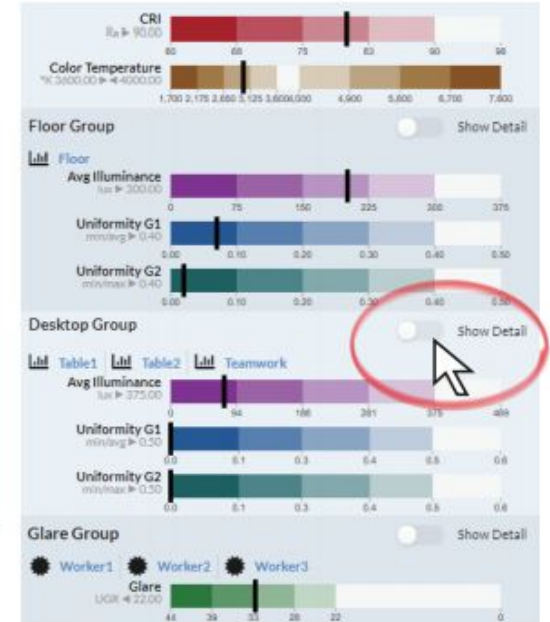 CRI
Ra ▶ 90.00
60 68 75 83 90 98
Color Temperature
°K 3600.00 ▶ ◀ 4000.00
1,700 2,175 2,650 3,125 3,600 4,000 4,900 5,800 6,700 7,600
Floor Group Show Detail
Floor
Avg Illuminance
lux ▶ 300.00
0 75 150 225 300 375
Uniformity G1
min/avg ▶ 0.40
0.00 0.10 0.20 0.30 0.40 0.50
Uniformity G2
min/max ▶ 0.40
0.00 0.10 0.20 0.30 0.40 0.50
Desktop Group Show Detail
Table1 Table2 Teamwork
Avg Illuminance
lux ▶ 375.00
0 94 188 281 375 469
Uniformity G1
min/avg ▶ 0.50
0.0 0.1 0.3 0.4 0.5 0.6
Uniformity G2
min/max ▶ 0.50
0.0 0.1 0.3 0.4 0.5 0.6
Glare Group Show Detail
Worker1 Worker2 Worker3
Glare
UGR ◀ 22.00
44 39 33 28 22 0